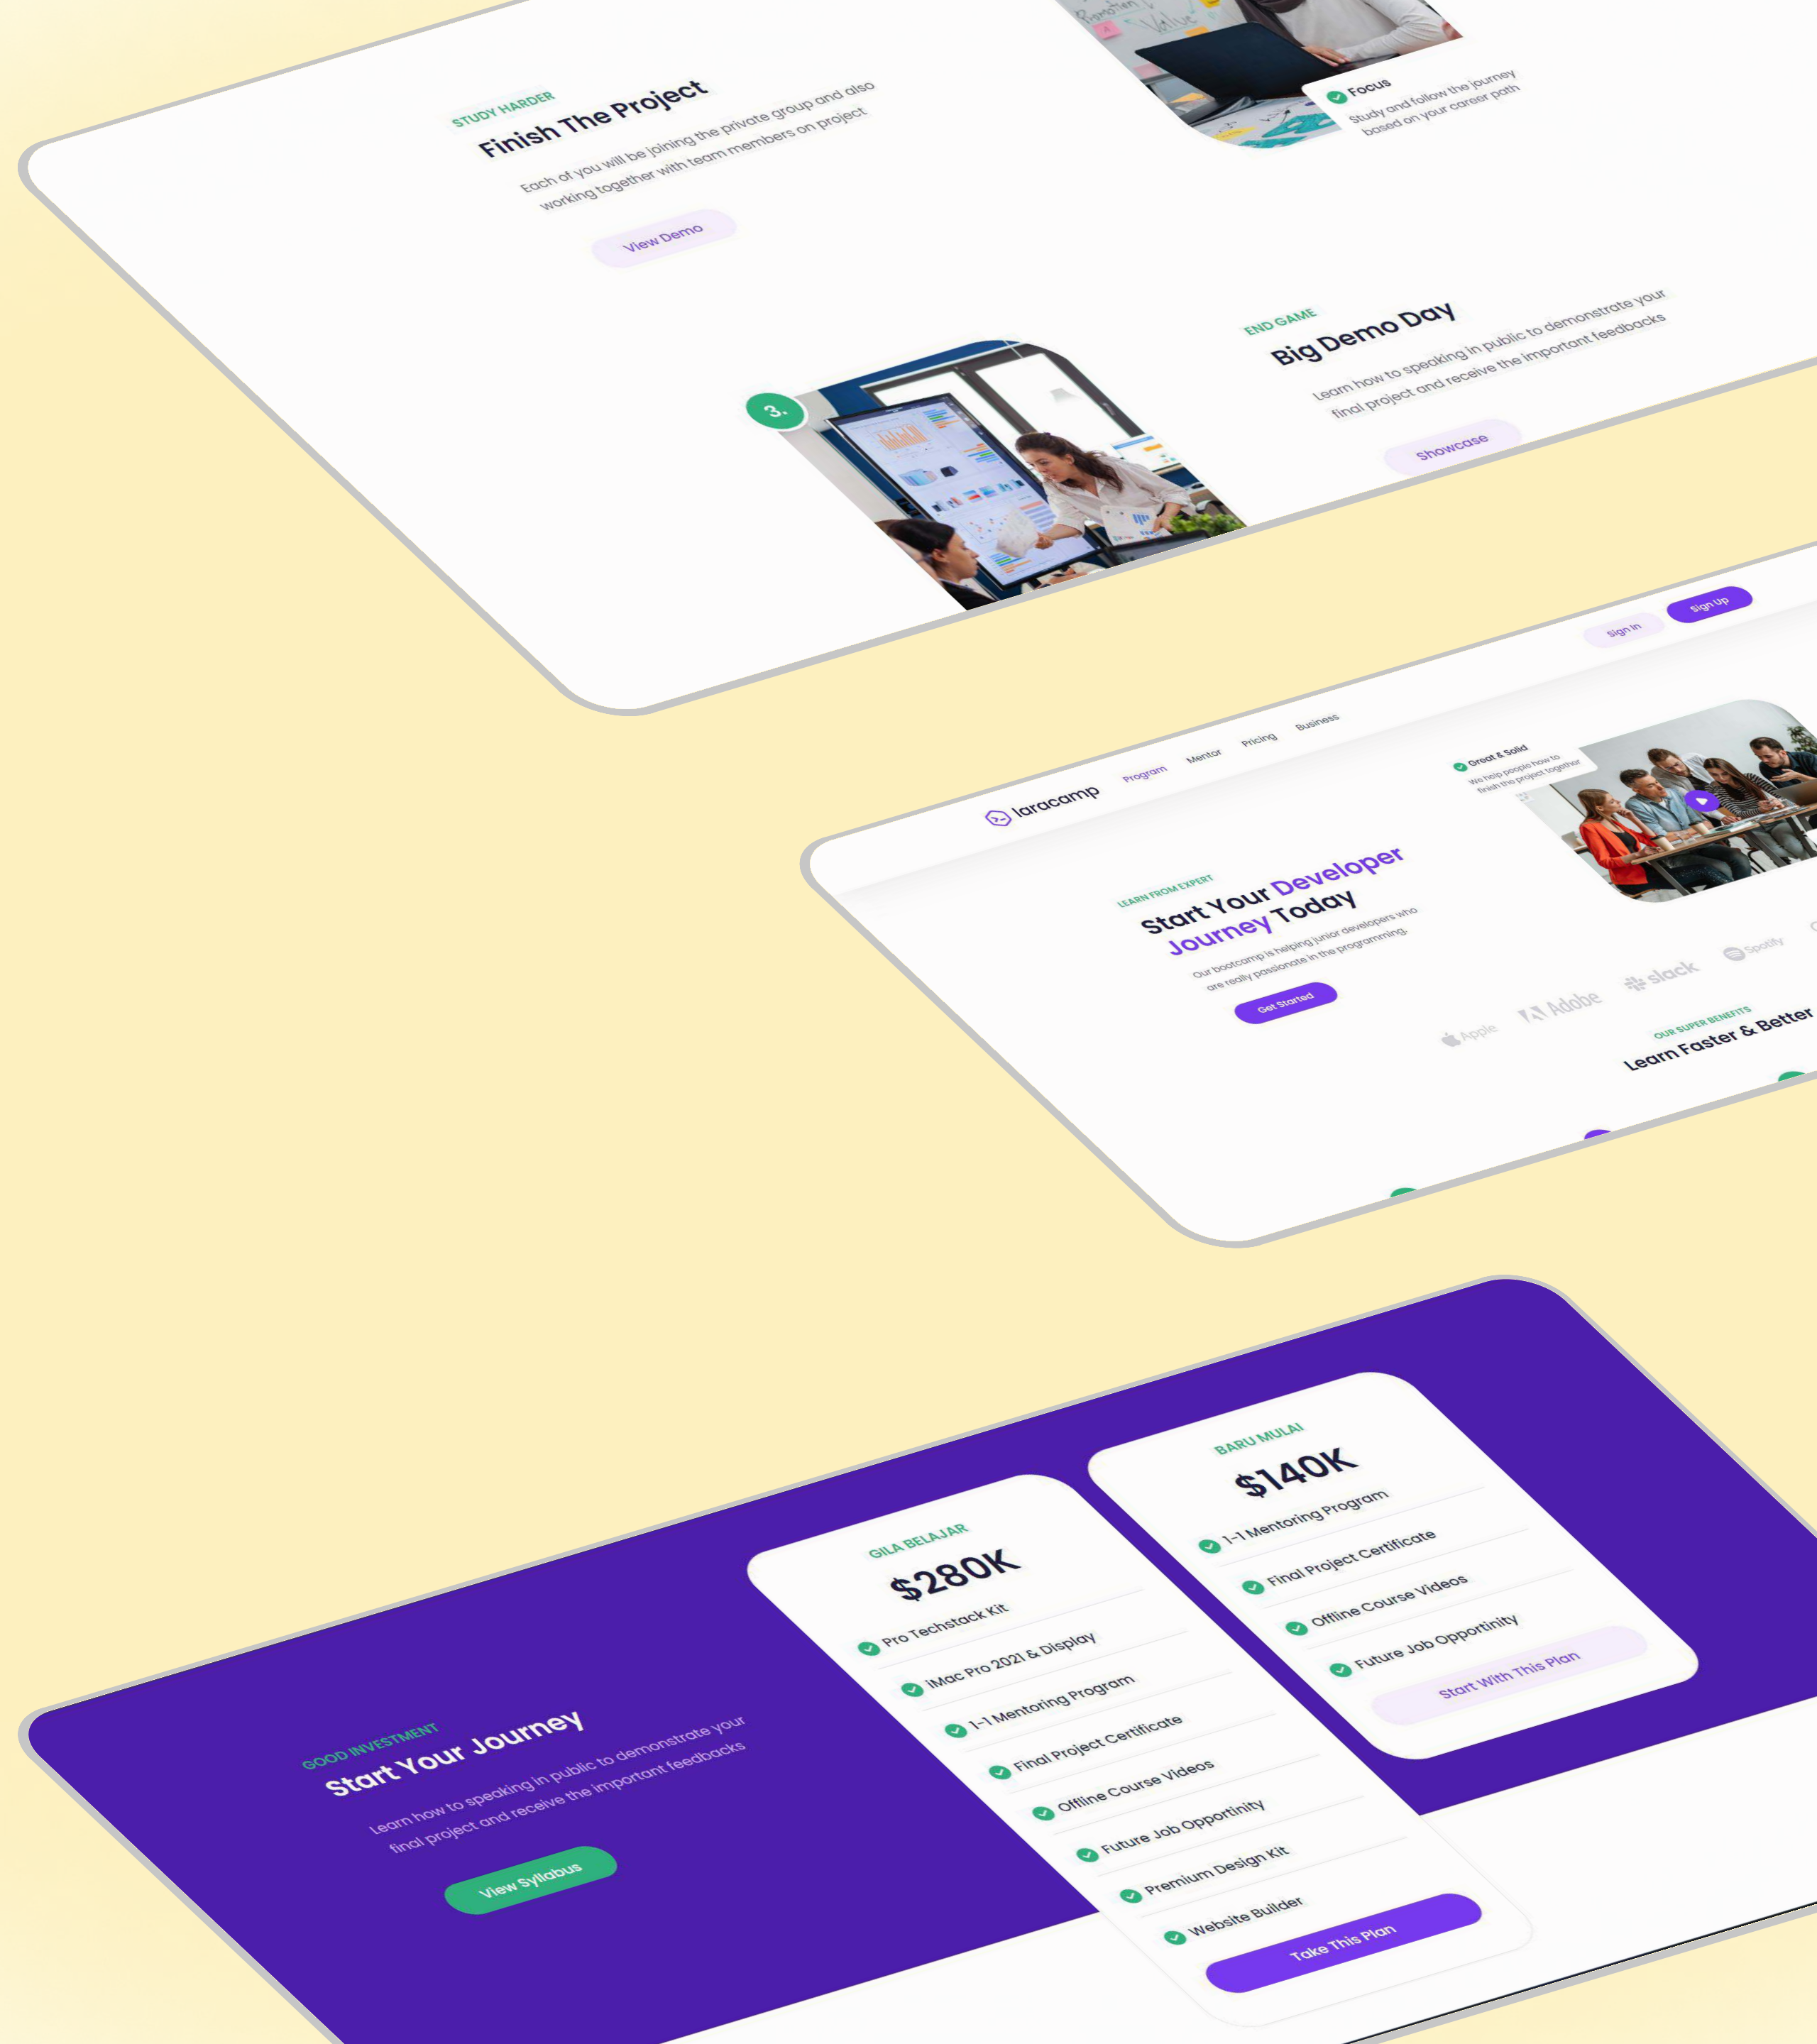 Promotion
Value
Focus
Study and follow the journey
based on your career path
STUDY HARDER
Finish The Project
Each of you will be joining the private group and also
working together with team members on project
View Demo
3.
END GAME
Big Demo Day
Learn how to speaking in public to demonstrate your
final project and receive the important feedbacks
Showcase
laracamp
Program
Mentor
Pricing
Business
Sign In
Sign Up
Great & Solid
We help people how to
finish the project together
LEARN FROM EXPERT
Start Your Developer
Journey Today
Our bootcamp is helping junior developers who
are really passionate in the programming.
Get Started
Apple
Adobe
slack
Spotify
OUR SUPER BENEFITS
Learn Faster & Better
GOOD INVESTMENT
Start Your Journey
Learn how to speaking in public to demonstrate your
final project and receive the important feedbacks
View Syllabus
GILA BELAJAR
$280K
Pro Techstack Kit
iMac Pro 2021 & Display
1-1 Mentoring Program
Final Project Certificate
Offline Course Videos
Future Job Opportinity
Premium Design Kit
Website Builder
Take This Plan
BARU MULAI
$140K
1-1 Mentoring Program
Final Project Certificate
Offline Course Videos
Future Job Opportinity
Start With This Plan